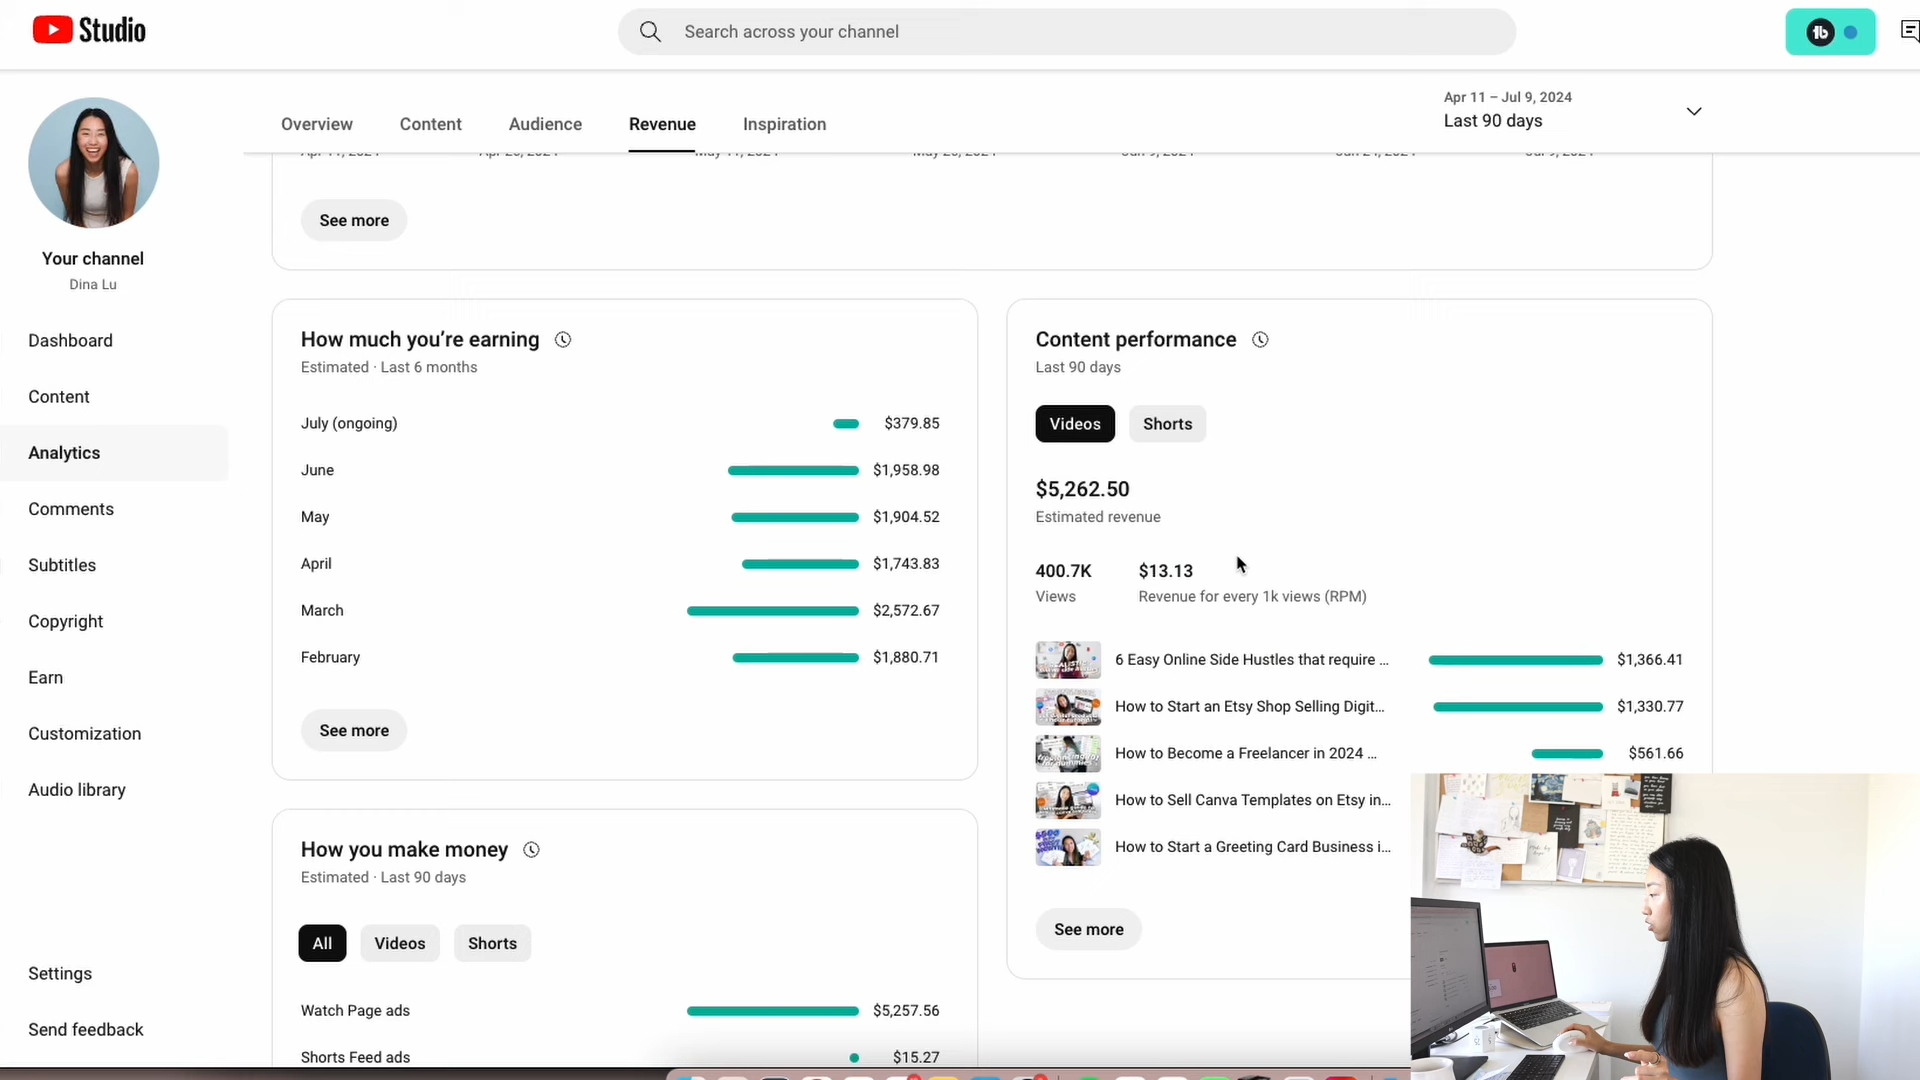 Studio
Search across your channel
Apr 11 – Jul 9, 2024
Last 90 days
Overview
Content
Audience
Revenue
Inspiration
See more
Your channel
Dina Lu
Dashboard
Content
Analytics
Comments
Subtitles
Copyright
Earn
Customization
Audio library
Settings
Send feedback
How much you're earning
Estimated · Last 6 months
July (ongoing) $379.85
June $1,958.98
May $1,904.52
April $1,743.83
March $2,572.67
February $1,880.71
See more
How you make money
Estimated · Last 90 days
All Videos Shorts
Watch Page ads $5,257.56
Shorts Feed ads $15.27
Content performance
Last 90 days
Videos Shorts
$5,262.50
Estimated revenue
400.7K $13.13
Views Revenue for every 1k views (RPM)
6 Easy Online Side Hustles that require ... $1,366.41
How to Start an Etsy Shop Selling Digit... $1,330.77
How to Become a Freelancer in 2024 ... $561.66
How to Sell Canva Templates on Etsy in...
How to Start a Greeting Card Business i...
See more